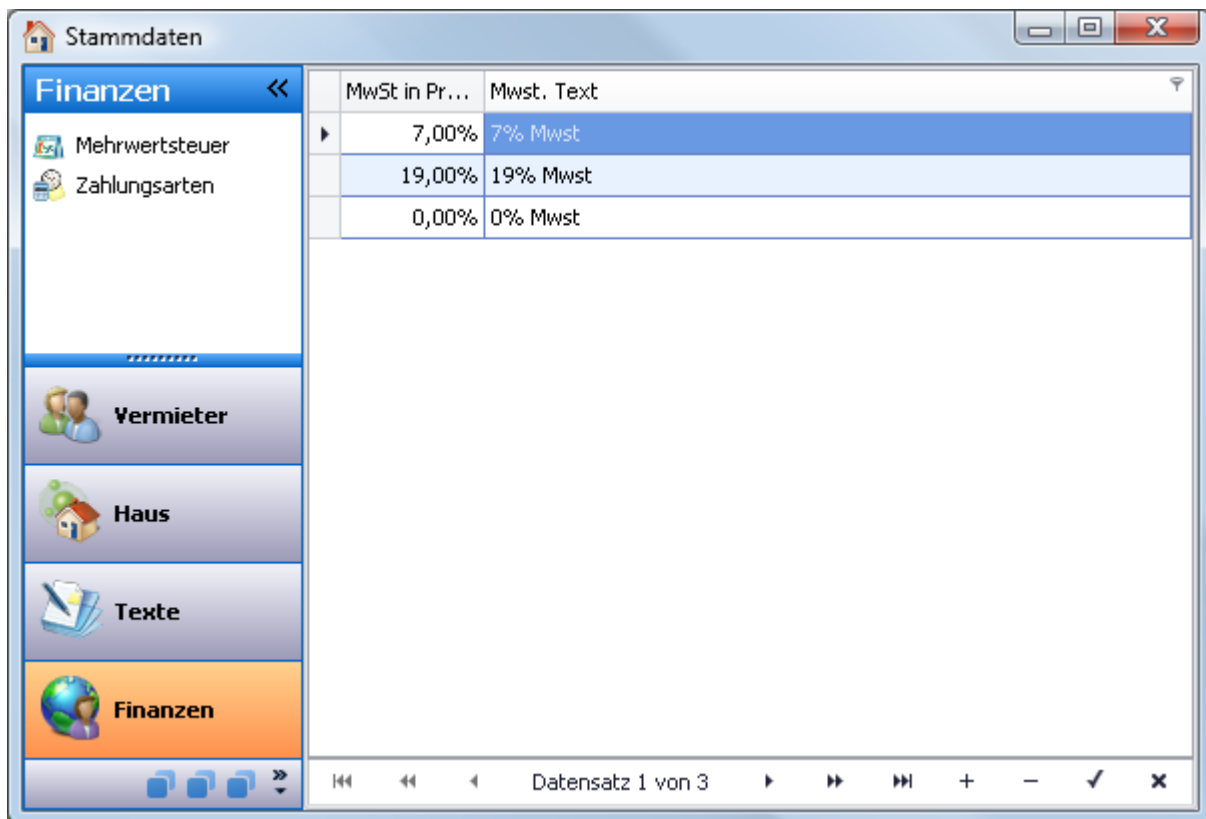 Stammdaten
Finanzen
Mehrwertsteuer
Zahlungsarten
Vermieter
Haus
Texte
Finanzen
MwSt in Pr... Mwst. Text
7,00% 7% Mwst
19,00% 19% Mwst
0,00% 0% Mwst
Datensatz 1 von 3